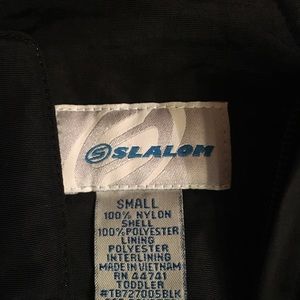 S SLALOM
SMALL
100% NYLON
SHELL
100% POLYESTER
LINING
POLYESTER
INTERLINING
MADE IN VIETNAM
RN 44741
TODDLER
#TB727005BLK